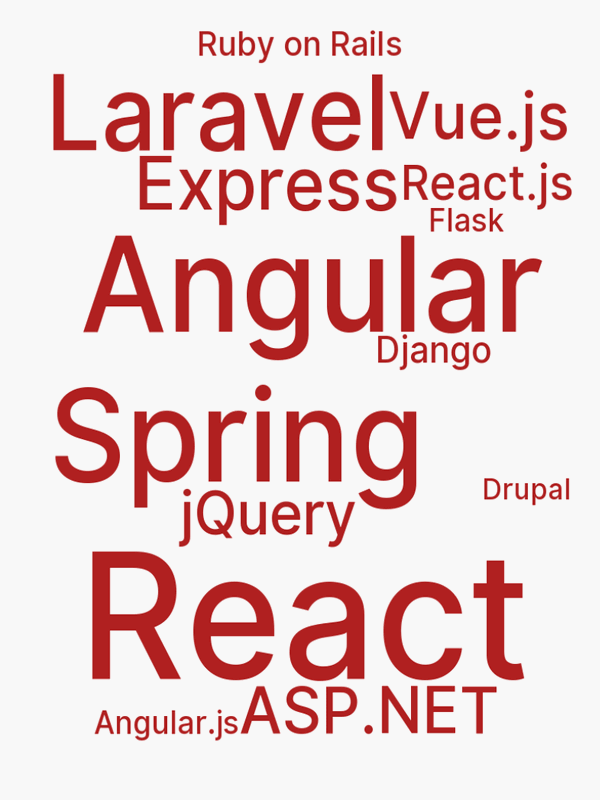 Ruby on Rails
Laravel
Vue.js
Express
React.js
Flask
Angular
Django
Spring
Drupal
jQuery
React
Angular.js
ASP.NET